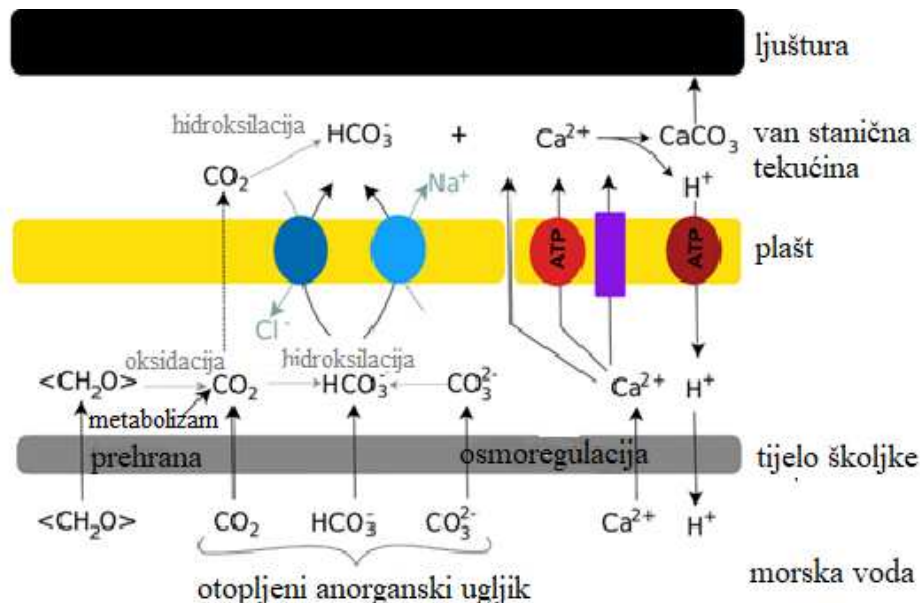 ljuštura
hidroksilacija
HCO₃⁻ + Ca²⁺ CaCO₃
van stanična
tekućina
CO₂
H⁺
Na⁺
ATP
ATP
plašt
Cl⁻
oksidacija
hidroksilacija
<CH₂O> CO₂ HCO₃⁻ CO₃²⁻ Ca²⁺ H⁺
metabolizam
prehrana
osmoregulacija
tijelo školjke
<CH₂O> CO₂ HCO₃⁻ CO₃²⁻ Ca²⁺ H⁺
otopljeni anorganski ugljik
morska voda